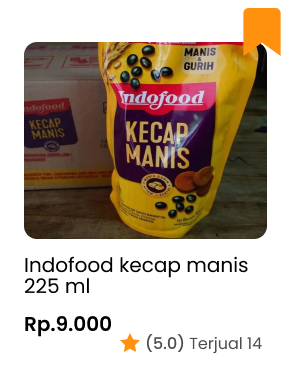 MANIS
&
GURIH
Indofood
KECAP
MANIS
Indofood
KECAP
MANIS
Indofood kecap manis
225 ml
Rp.9.000
(5.0) Terjual 14